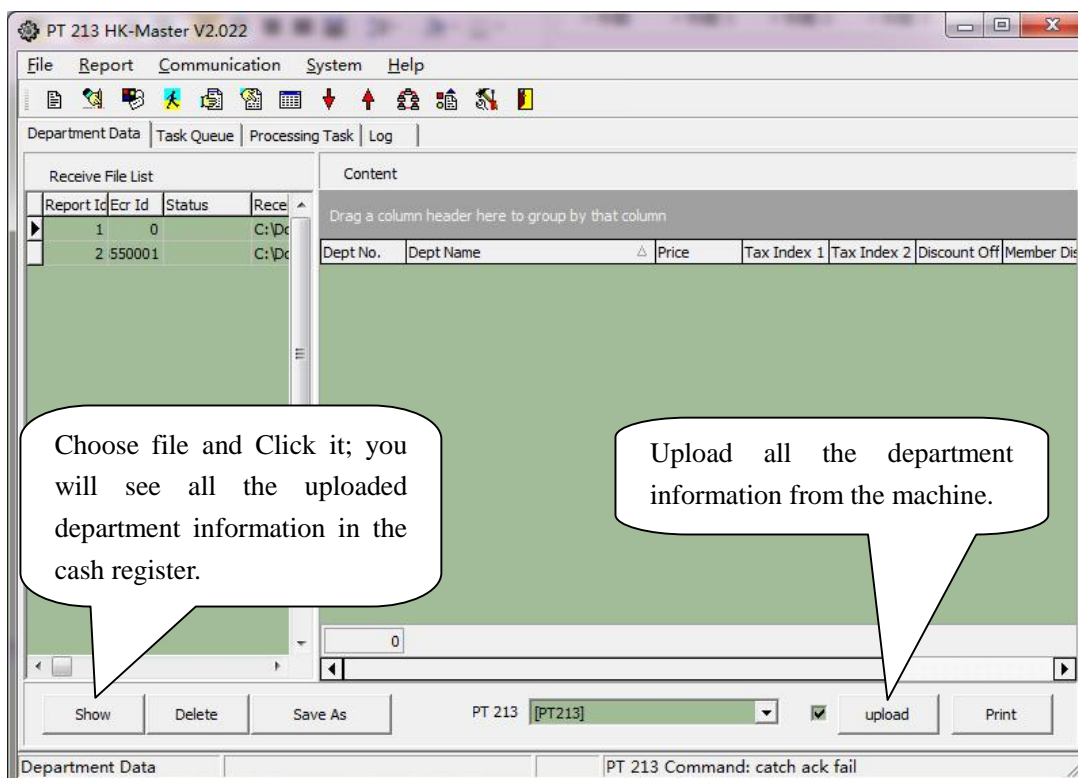 PT 213 HK-Master V2.022
File Report Communication System Help
Department Data Task Queue Processing Task Log
Receive File List
Content
Report Id Ecr Id Status Rece
Drag a column header here to group by that column
1 0 C:\Dc
2 550001 C:\Dc
Dept No. Dept Name Price Tax Index 1 Tax Index 2 Discount Off Member Dis
Choose file and Click it; you
will see all the uploaded
department information in the
cash register.
Upload all the department
information from the machine.
0
Show Delete Save As PT 213 [PT213] upload Print
Department Data PT 213 Command: catch ack fail